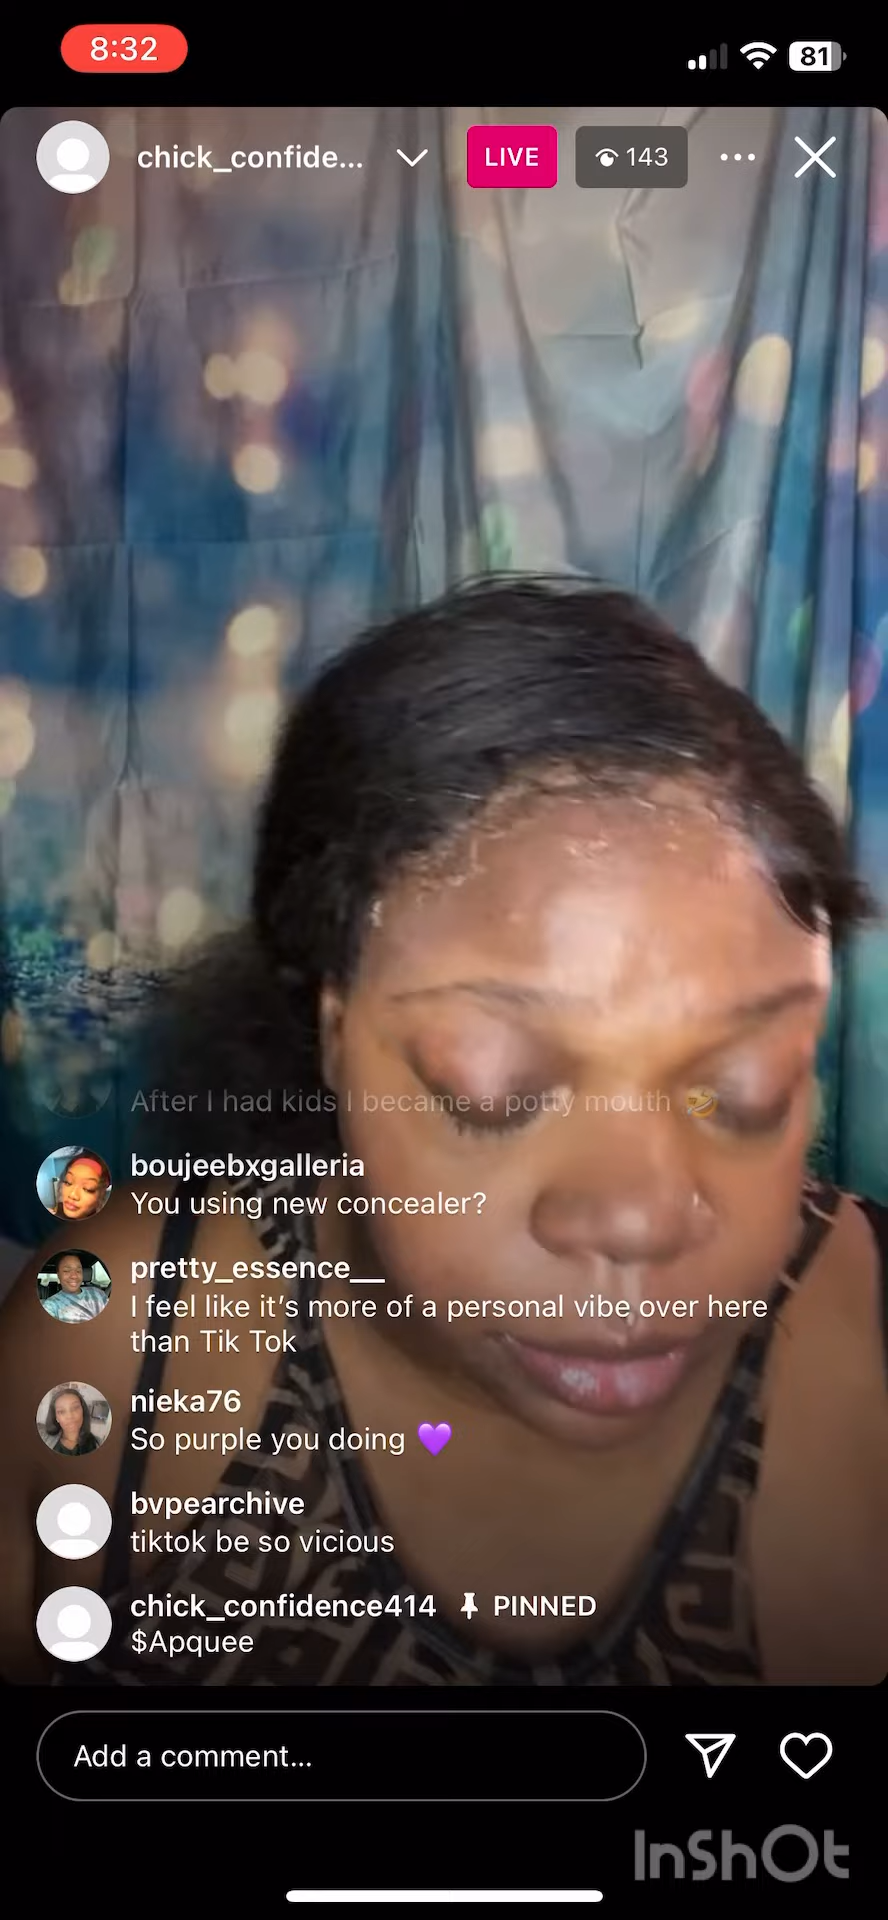 8:32
81
chick_confide...
LIVE
143
After I had kids I became a potty mouth 🤣
boujeebxgalleria
You using new concealer?
pretty_essence__
I feel like it’s more of a personal vibe over here
than Tik Tok
nieka76
So purple you doing 💜
bvpearchive
tiktok be so vicious
chick_confidence414 PINNED
$Apquee
Add a comment...
InShOt